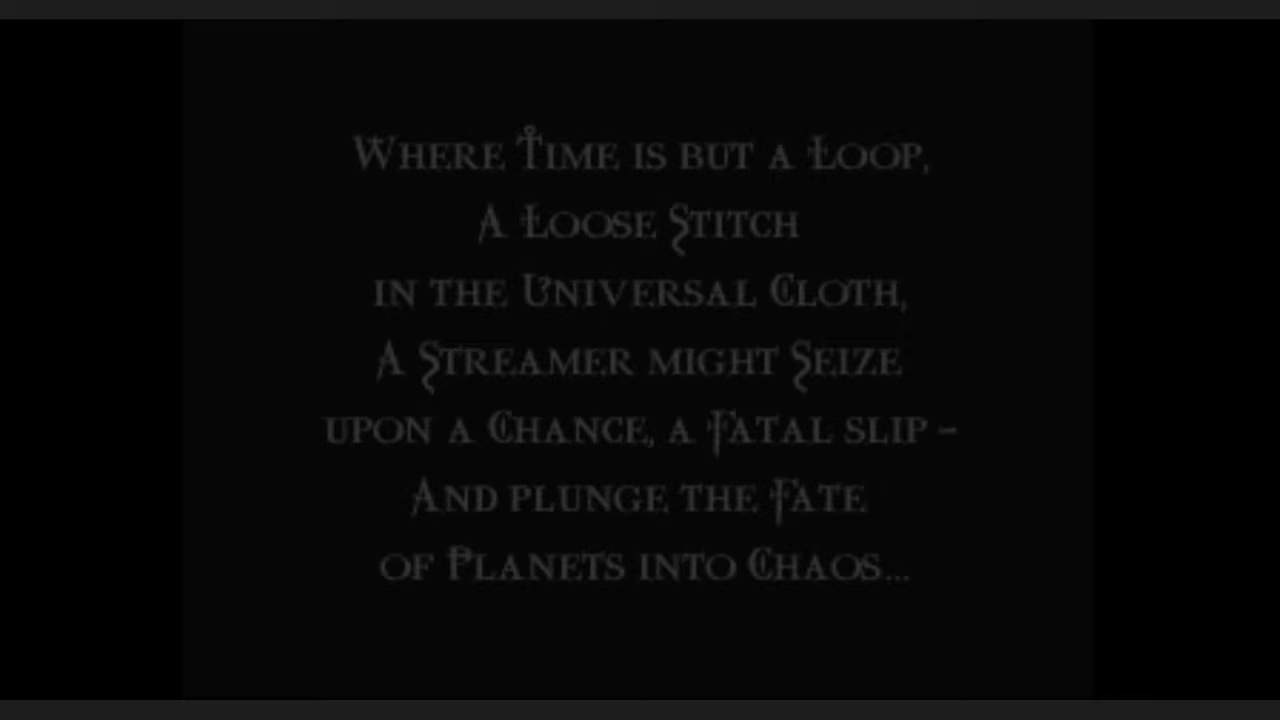 Where Time is but a Loop,
A Loose Stitch
in the Universal Cloth,
A Streamer might Seize
upon a Chance, a Fatal slip –
And plunge the Fate
of Planets into Chaos...